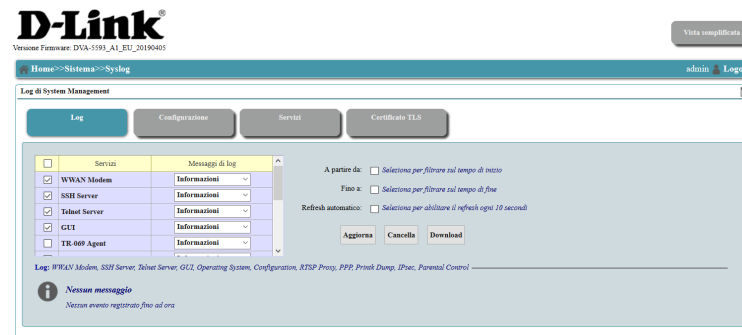 D-Link®
Vista semplificata
Versione Firmware: DVA-5593_A1_EU_20190405
Home>>Sistema>>Syslog
admin Logo
Log di System Management
Log Configurazione Servizi Certificato TLS
Servizi Messaggi di log
WWAN Modem Informazioni
SSH Server Informazioni
Telnet Server Informazioni
GUI Informazioni
TR-069 Agent Informazioni
A partire da: Seleziona per filtrare sul tempo di inizio
Fino a: Seleziona per filtrare sul tempo di fine
Refresh automatico: Seleziona per abilitare il refresh ogni 10 secondi
Aggiorna Cancella Download
Log: WWAN Modem, SSH Server, Telnet Server, GUI, Operating System, Configuration, RTSP Proxy, PPP, Printk Dump, IPsec, Parental Control
Nessun messaggio
Nessun evento registrato fino ad ora